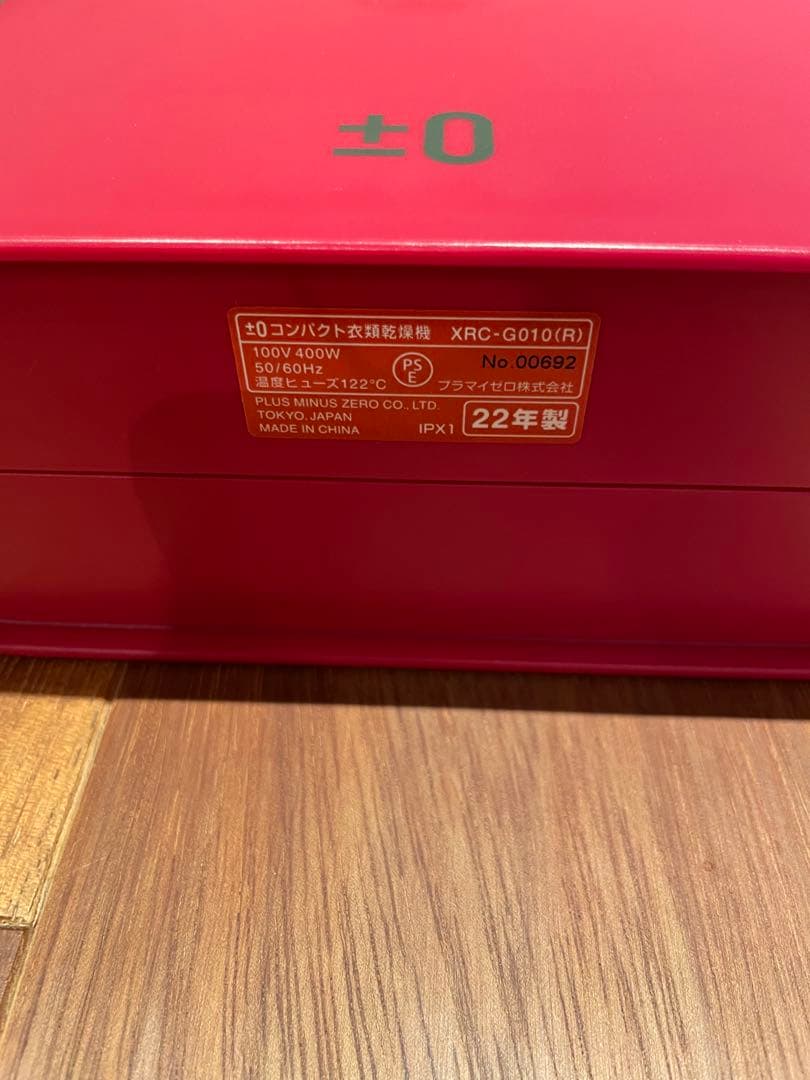 ±0
±0コンパクト衣類乾燥機 XRC-G010(R)
100V 400W
50/60Hz
温度ヒューズ122°C
PS
E
No.00692
プラマイゼロ株式会社
PLUS MINUS ZERO CO., LTD.
TOKYO, JAPAN
MADE IN CHINA
IPX1
22年製